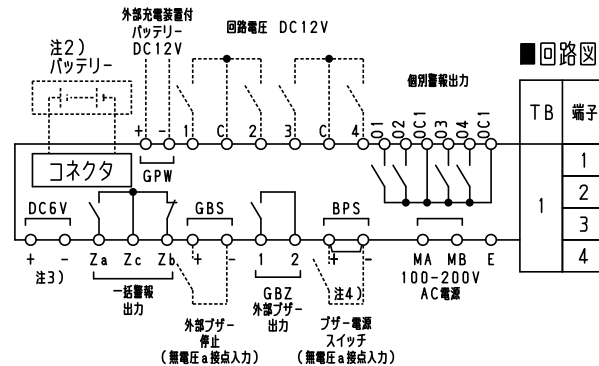 外部充電装置付
バッテリー
DC12V
回路電圧 DC12V
注2)
バッテリー
■回路図
個別警報出力
TB 端子
+ - 1 C 2 3 C 4 01 02 0C1 03 04 0C1
コネクタ
GPW
1
1
2
3
4
DC6V
GBS
BPS
+ - Za Zc Zb + - 1 2 + - MA MB E
注3)
一括警報
出力
GBZ
外部ブザー
出力
注4)
100-200V
AC電源
外部ブザー
停止
(無電圧a接点入力)
ブザー電源
スイッチ
(無電圧a接点入力)